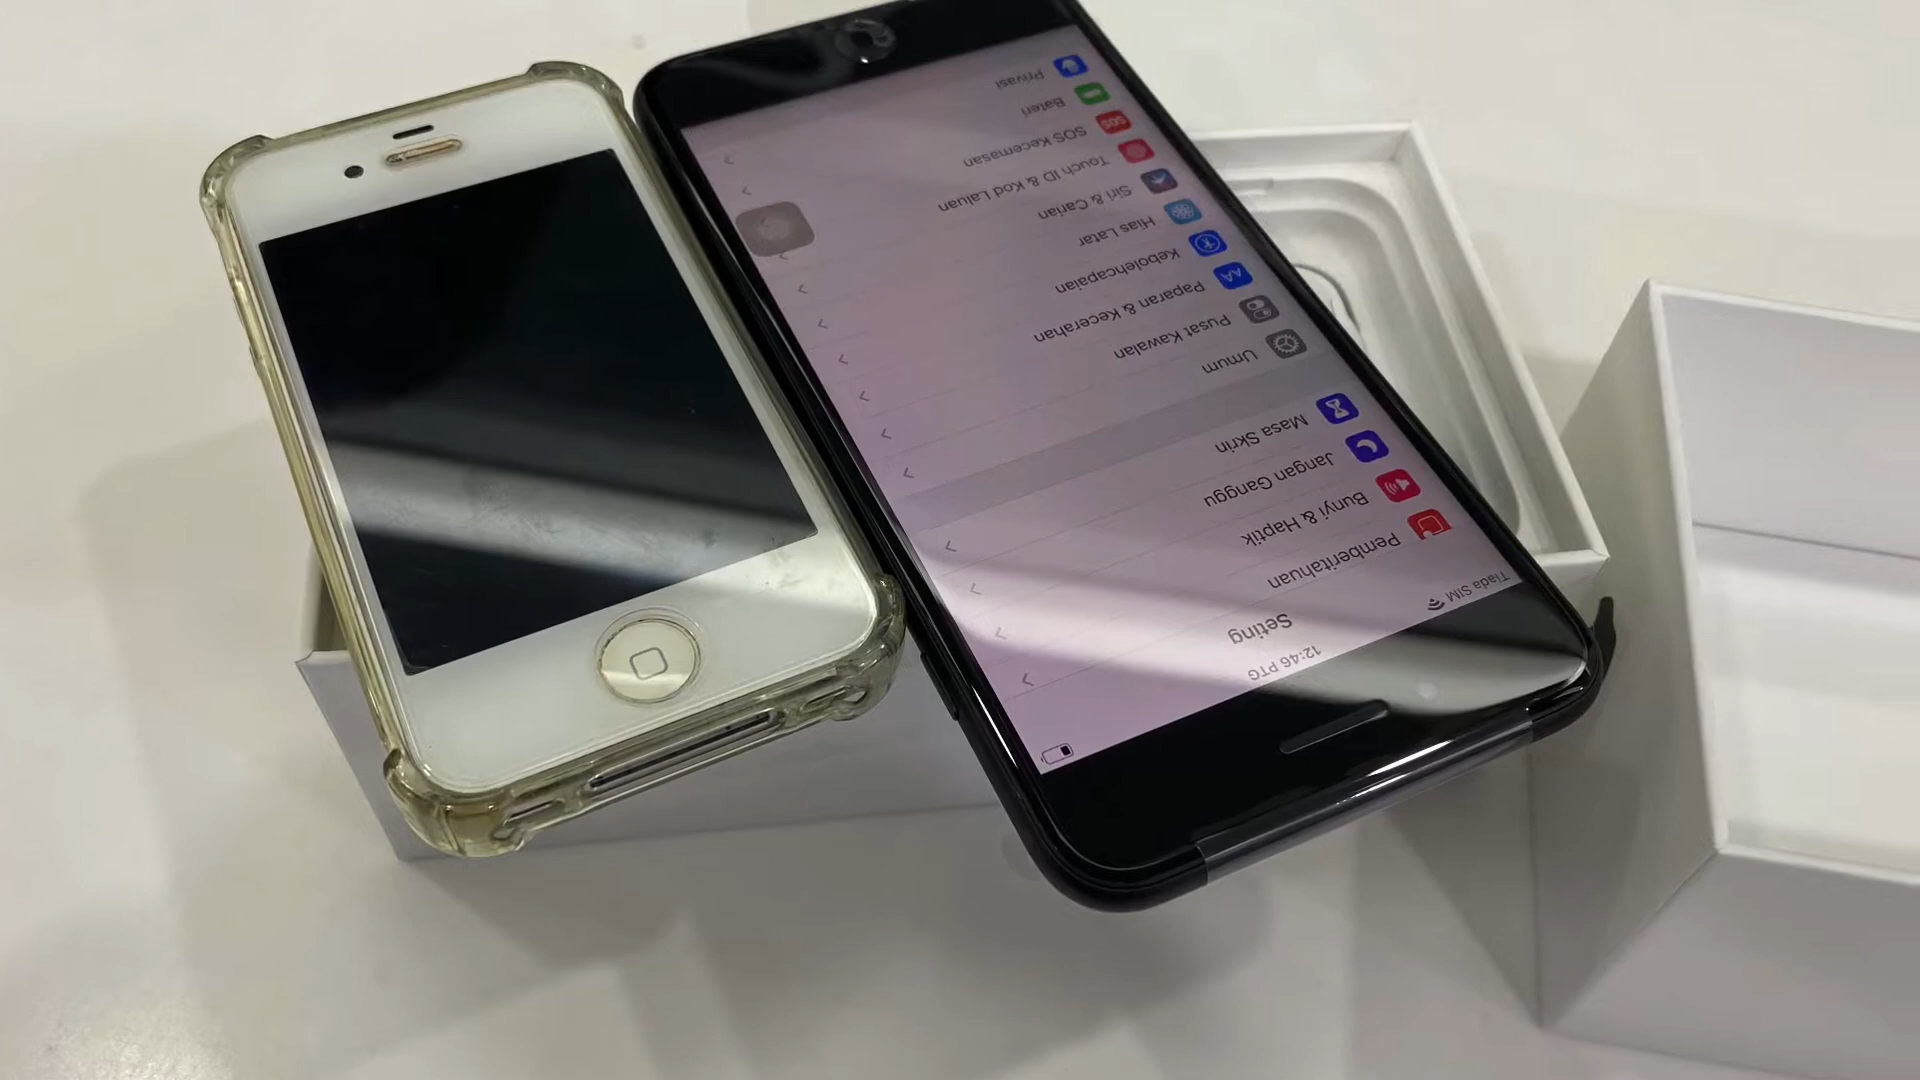 Tiada SIM
12:46 PTG
Seting
Pemberitahuan
Bunyi & Haptik
Jangan Ganggu
Masa Skrin
Umum
Pusat Kawalan
AA
Paparan & Kecerahan
Kebolehcapaian
Hias Latar
Siri & Carian
Touch ID & Kod Laluan
SOS
SOS Kecemasan
Bateri
Privasi